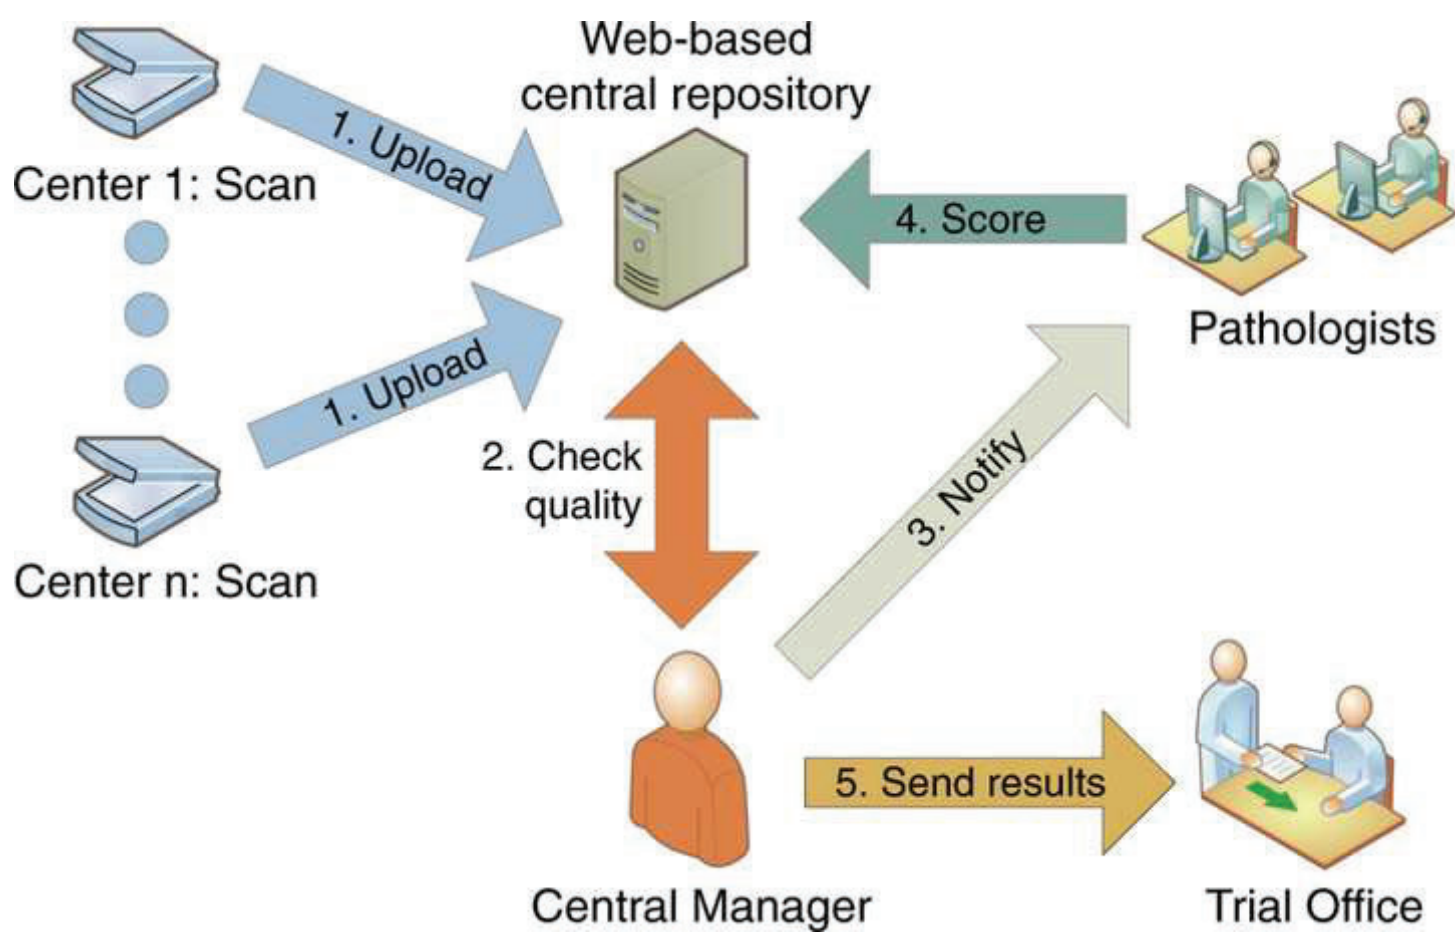 Web-based
central repository
Center 1: Scan
1. Upload
4. Score
Pathologists
1. Upload
2. Check
quality
3. Notify
Center n: Scan
5. Send results
Central Manager
Trial Office